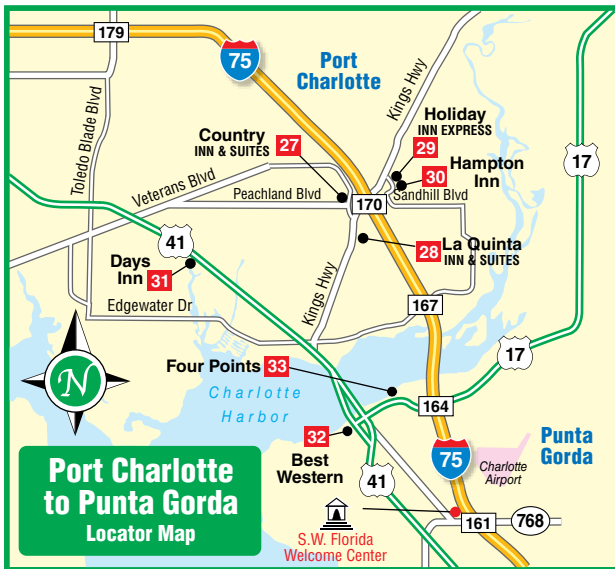 179
75
Port
Charlotte
Kings Hwy
Toledo Blade Blvd
Country
INN & SUITES
27
Holiday
INN EXPRESS
29
30
Hampton
Inn
17
Veterans Blvd
Peachland Blvd
Sandhill Blvd
170
41
Days
Inn
31
28
La Quinta
INN & SUITES
Edgewater Dr
Kings Hwy
167
17
Four Points
33
Charlotte
Harbor
164
N
32
Best
Western
Punta
Gorda
75
Charlotte
Airport
41
Port Charlotte
to Punta Gorda
Locator Map
S.W. Florida
Welcome Center
161
768